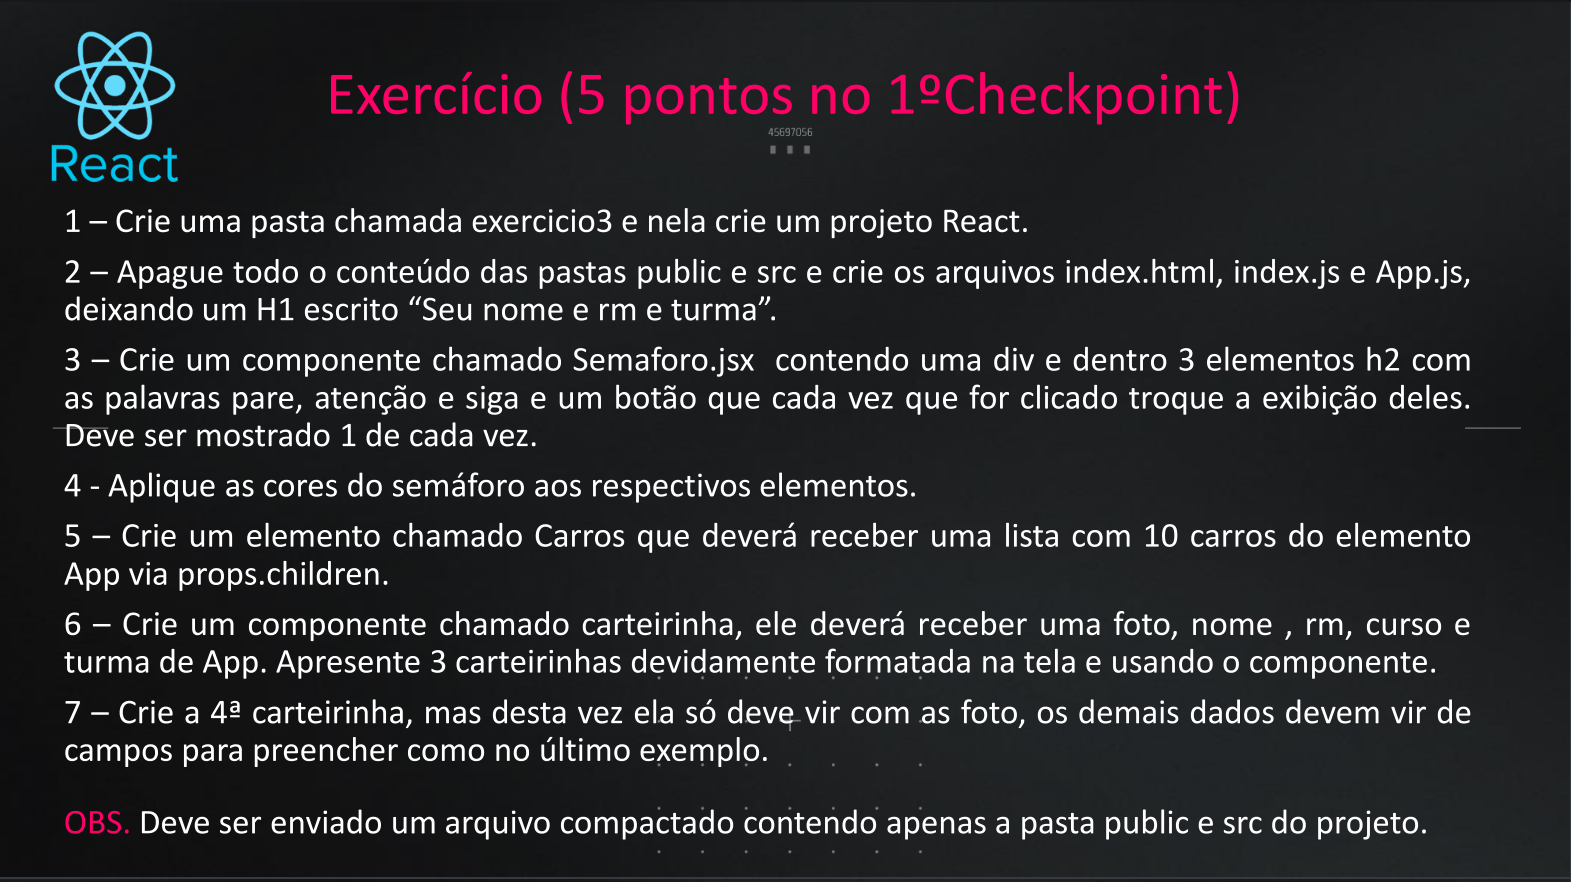 React
Exercício (5 pontos no 1ºCheckpoint)
45697056
1 – Crie uma pasta chamada exercicio3 e nela crie um projeto React.
2 – Apague todo o conteúdo das pastas public e src e crie os arquivos index.html, index.js e App.js,
deixando um H1 escrito “Seu nome e rm e turma”.
3 – Crie um componente chamado Semaforo.jsx  contendo uma div e dentro 3 elementos h2 com
as palavras pare, atenção e siga e um botão que cada vez que for clicado troque a exibição deles.
Deve ser mostrado 1 de cada vez.
4 - Aplique as cores do semáforo aos respectivos elementos.
5 – Crie um elemento chamado Carros que deverá receber uma lista com 10 carros do elemento
App via props.children.
6 – Crie um componente chamado carteirinha, ele deverá receber uma foto, nome , rm, curso e
turma de App. Apresente 3 carteirinhas devidamente formatada na tela e usando o componente.
7 – Crie a 4ª carteirinha, mas desta vez ela só deve vir com as foto, os demais dados devem vir de
campos para preencher como no último exemplo.
OBS. Deve ser enviado um arquivo compactado contendo apenas a pasta public e src do projeto.